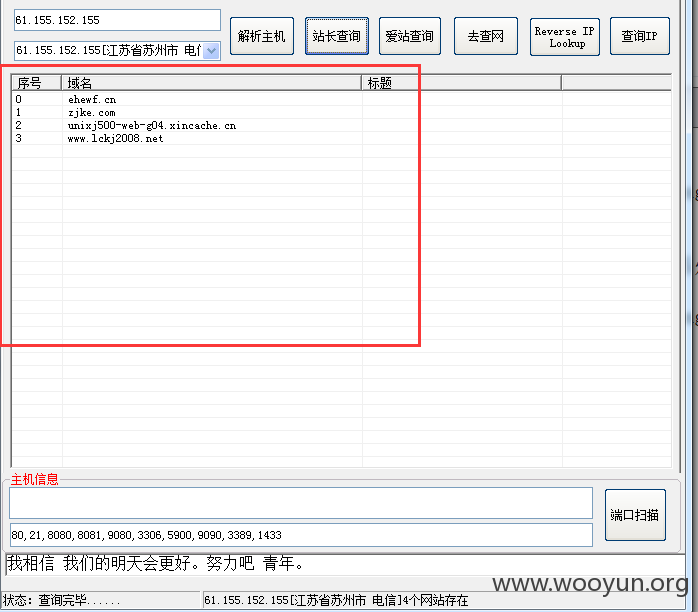 61.155.152.155
61.155.152.155[江苏省苏州市 电信
解析主机
站长查询
爱站查询
去查网
Reverse IP
Lookup
查询IP
序号 域名 标题
0 ehewf.cn
1 zjke.com
2 unixj500-web-g04.xincache.cn
3 www.lckj2008.net
主机信息
端口扫描
80,21,8080,8081,9080,3306,5900,9090,3389,1433
我相信 我们的明天会更好。努力吧 青年。
www.wooyun.org
状态: 查询完毕......
61.155.152.155[江苏省苏州市 电信]4个网站存在